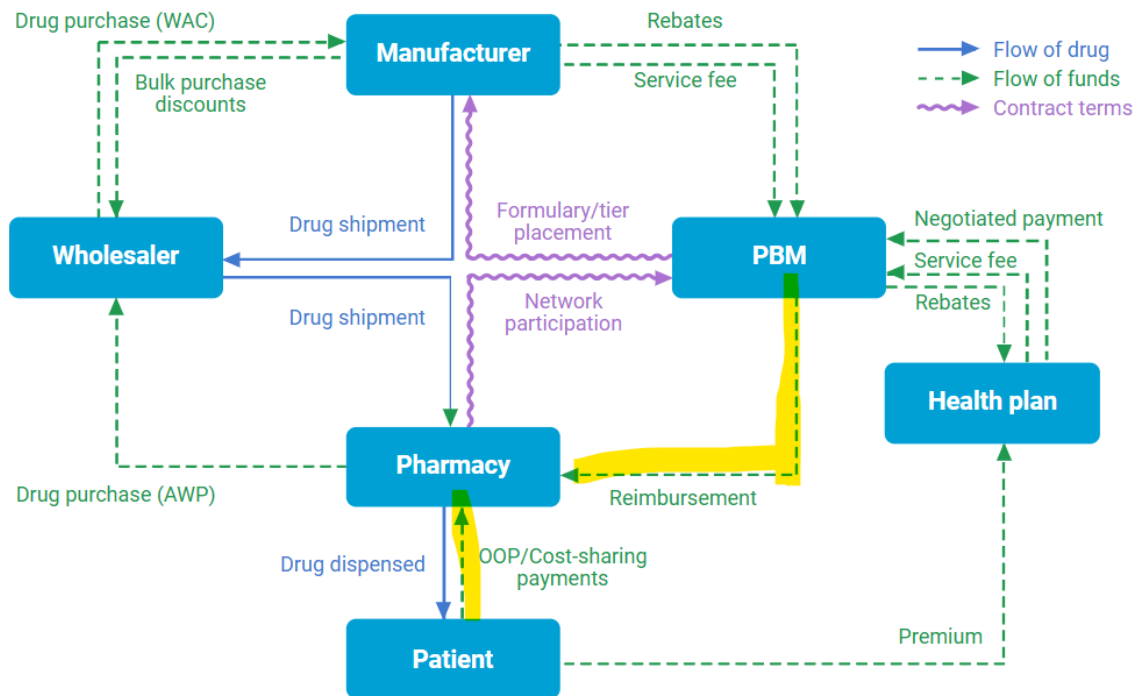 Drug purchase (WAC)
Manufacturer
Rebates
Service fee
Bulk purchase
discounts
Flow of drug
Flow of funds
Contract terms
Wholesaler
Drug shipment
Formulary/tier
placement
PBM
Negotiated payment
Service fee
Rebates
Drug shipment
Network
participation
Health plan
Pharmacy
Drug purchase (AWP)
Reimbursement
Drug dispensed
OOP/Cost-sharing
payments
Patient
Premium